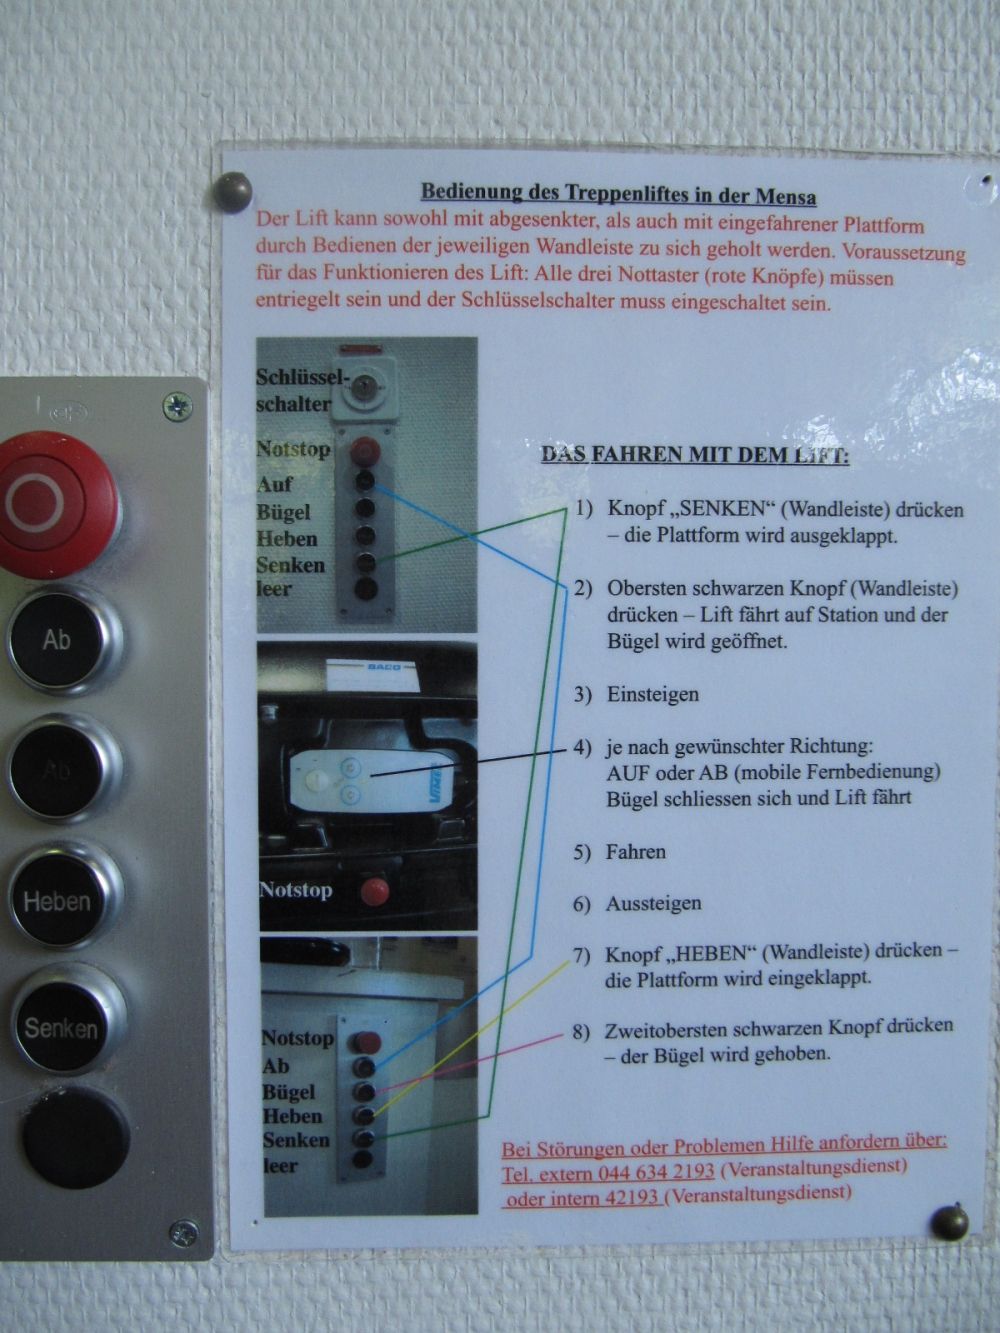 Bedienung des Treppenliftes in der Mensa
Der Lift kann sowohl mit abgesenkter, als auch mit eingefahrener Plattform
durch Bedienen der jeweiligen Wandleiste zu sich geholt werden. Voraussetzung
für das Funktionieren des Lift: Alle drei Nottaster (rote Knöpfe) müssen
entriegelt sein und der Schlüsselschalter muss eingeschaltet sein.
Schlüssel-
schalter
Notstop
Auf
Bügel
Heben
Senken
leer
BACO
VIMEC
Notstop
Notstop
Ab
Bügel
Heben
Senken
leer
DAS FAHREN MIT DEM LIFT:
1) Knopf „SENKEN“ (Wandleiste) drücken
– die Plattform wird ausgeklappt.
2) Obersten schwarzen Knopf (Wandleiste)
drücken – Lift fährt auf Station und der
Bügel wird geöffnet.
3) Einsteigen
4) je nach gewünschter Richtung:
AUF oder AB (mobile Fernbedienung)
Bügel schliessen sich und Lift fährt
5) Fahren
6) Aussteigen
7) Knopf „HEBEN“ (Wandleiste) drücken –
die Plattform wird eingeklappt.
8) Zweitobersten schwarzen Knopf drücken
– der Bügel wird gehoben.
Bei Störungen oder Problemen Hilfe anfordern über:
Tel. extern 044 634 2193 (Veranstaltungsdienst)
oder intern 42193 (Veranstaltungsdienst)
Ab
Ab
Heben
Senken